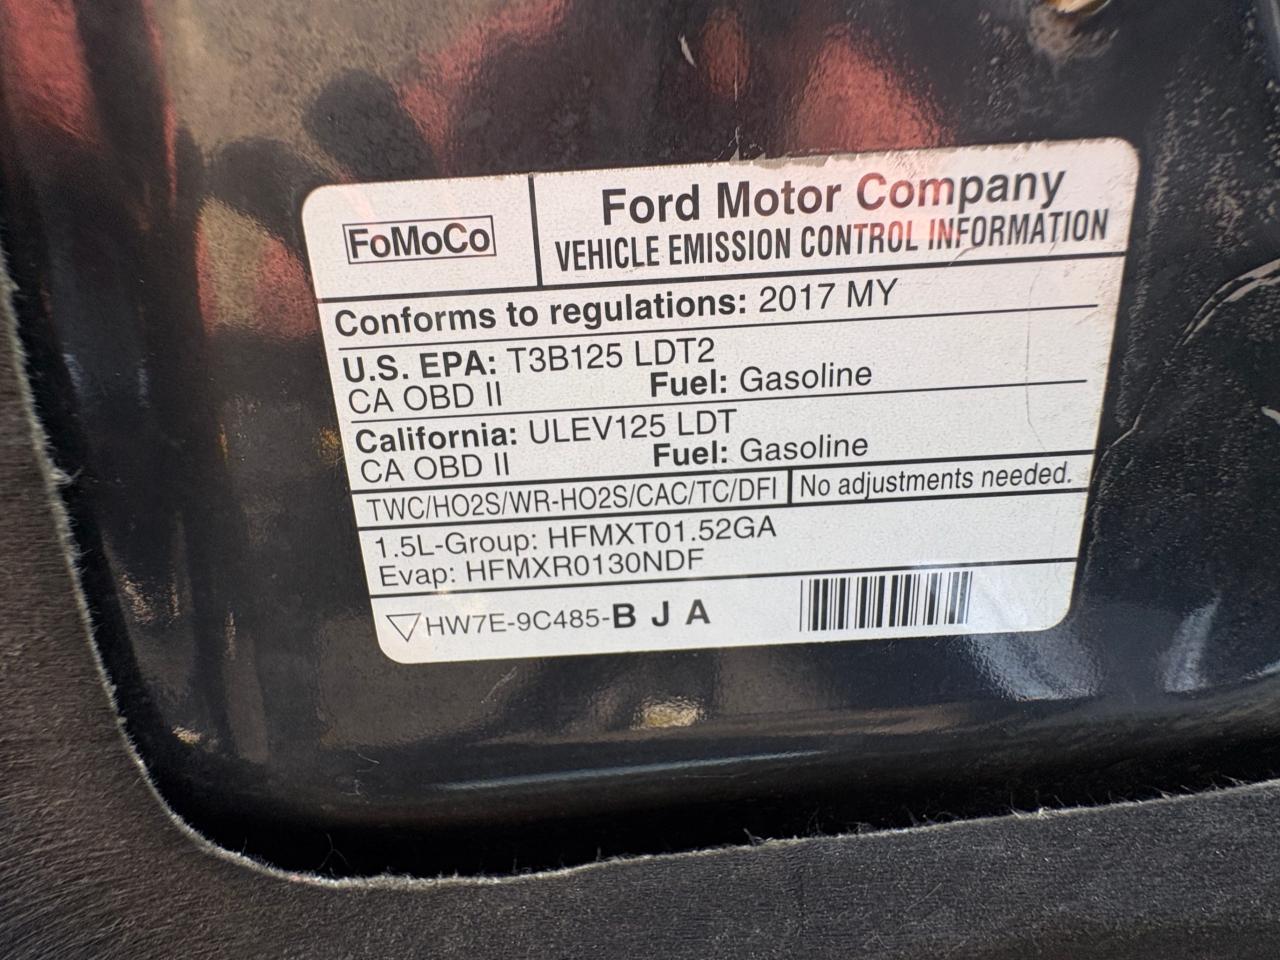 FoMoCo
Ford Motor Company
VEHICLE EMISSION CONTROL INFORMATION
Conforms to regulations: 2017 MY
U.S. EPA: T3B125 LDT2
CA OBD II Fuel: Gasoline
California: ULEV125 LDT
CA OBD II Fuel: Gasoline
TWC/HO2S/WR-HO2S/CAC/TC/DFI No adjustments needed.
1.5L-Group: HFMXT01.52GA
Evap: HFMXR0130NDF
HW7E-9C485-B J A